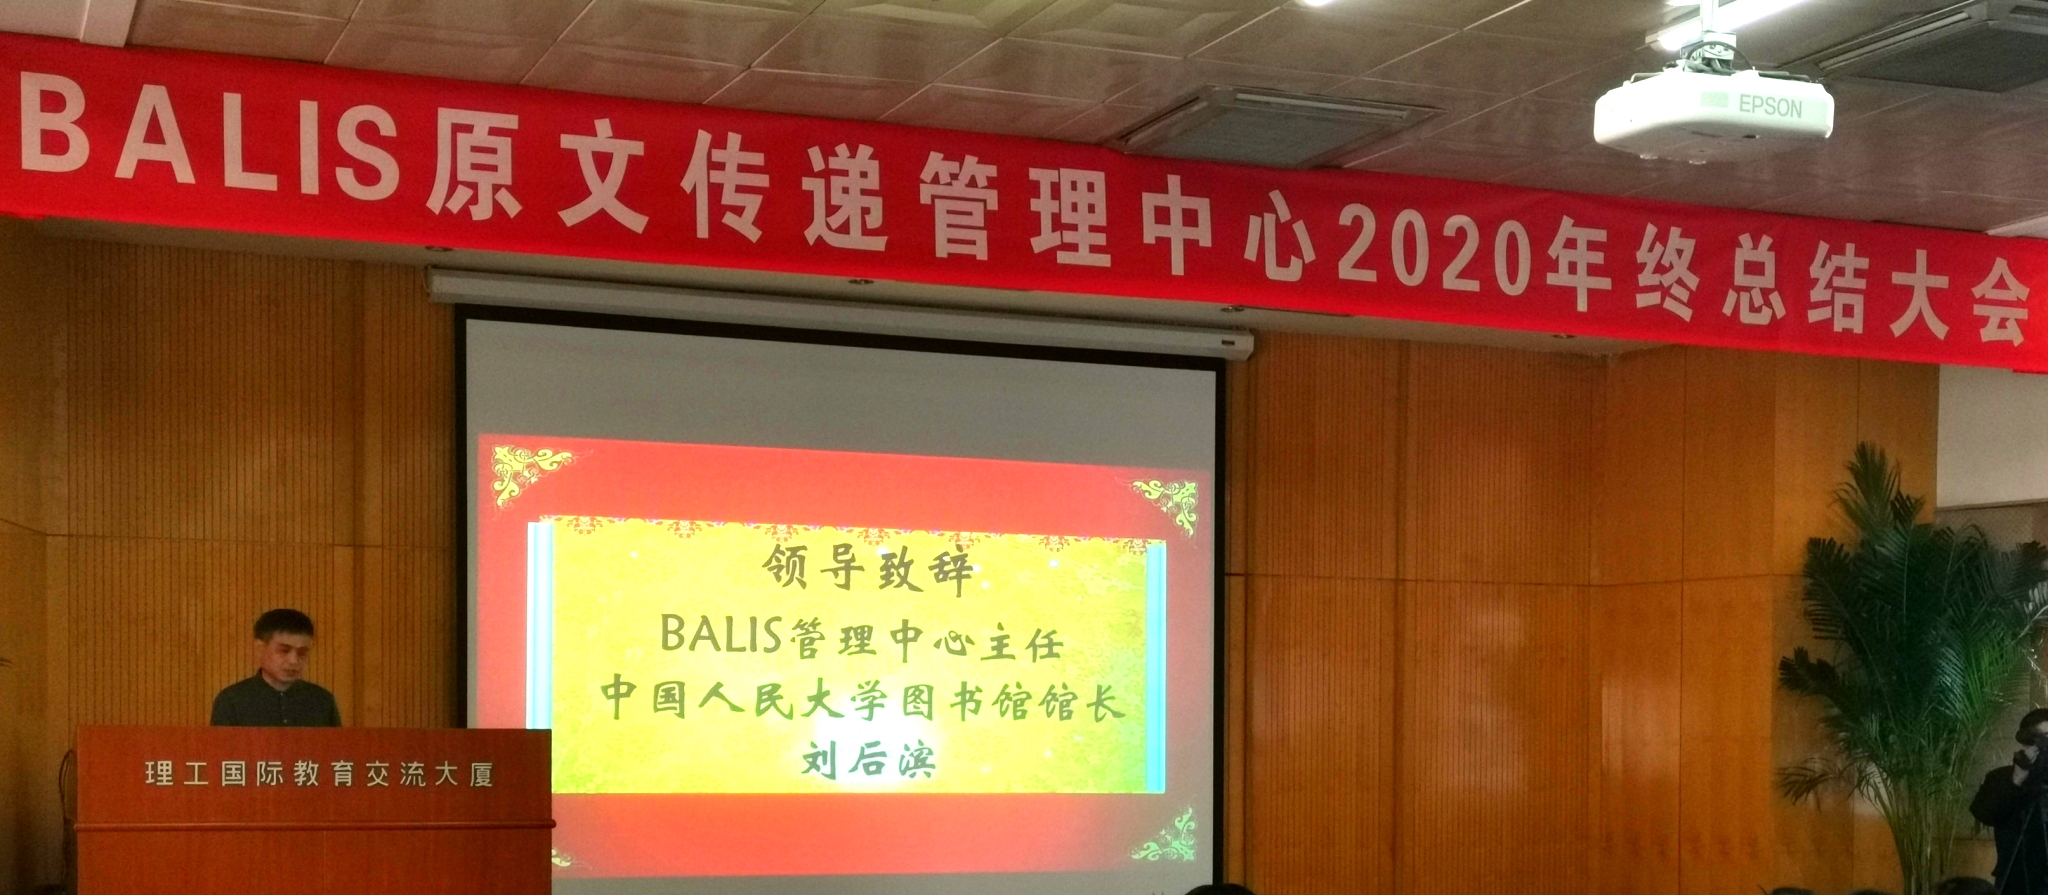 BALIS原文传递管理中心2020年终总结大会
EPSON
领导致辞
BALIS管理中心主任
中国人民大学图书馆馆长
刘后滨
理工国际教育交流大厦